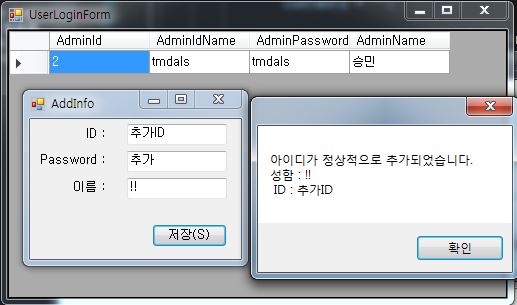 UserLoginForm
AdminId AdminIdName AdminPassword AdminName
2 tmdals tmdals 승민
AddInfo
ID : 추가ID
Password : 추가
이름 : !!
저장(S)
아이디가 정상적으로 추가되었습니다.
성함 : !!
ID : 추가ID
확인